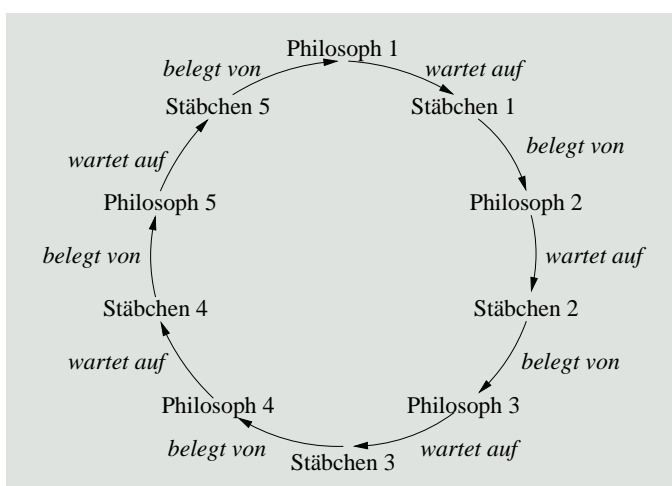 Philosoph 1
belegt von
wartet auf
Stäbchen 5
Stäbchen 1
wartet auf
belegt von
Philosoph 5
Philosoph 2
belegt von
wartet auf
Stäbchen 4
Stäbchen 2
wartet auf
belegt von
Philosoph 4
Philosoph 3
belegt von
wartet auf
Stäbchen 3